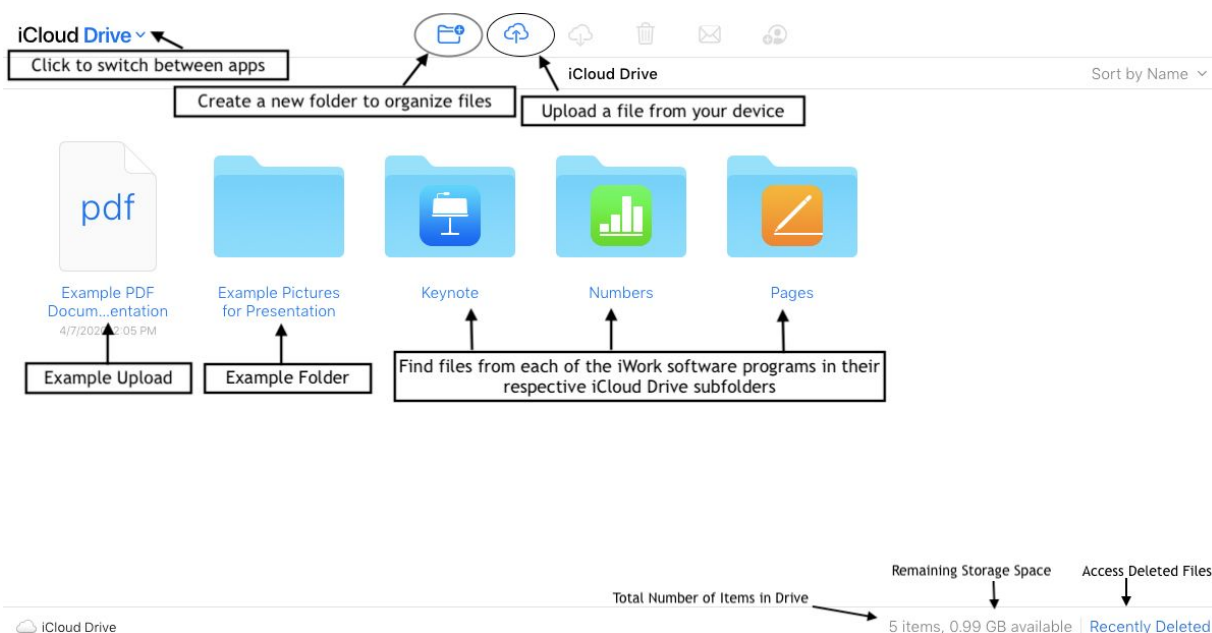 iCloud Drive
Click to switch between apps
iCloud Drive
Sort by Name
Create a new folder to organize files
Upload a file from your device
pdf
Example PDF
Docum...entation
2:05 PM
Example Pictures
for Presentation
Keynote
Numbers
Pages
Example Upload
Example Folder
Find files from each of the iWork software programs in their
respective iCloud Drive subfolders
Remaining Storage Space
Access Deleted Files
Total Number of Items in Drive
iCloud Drive
5 items, 0.99 GB available
Recently Deleted